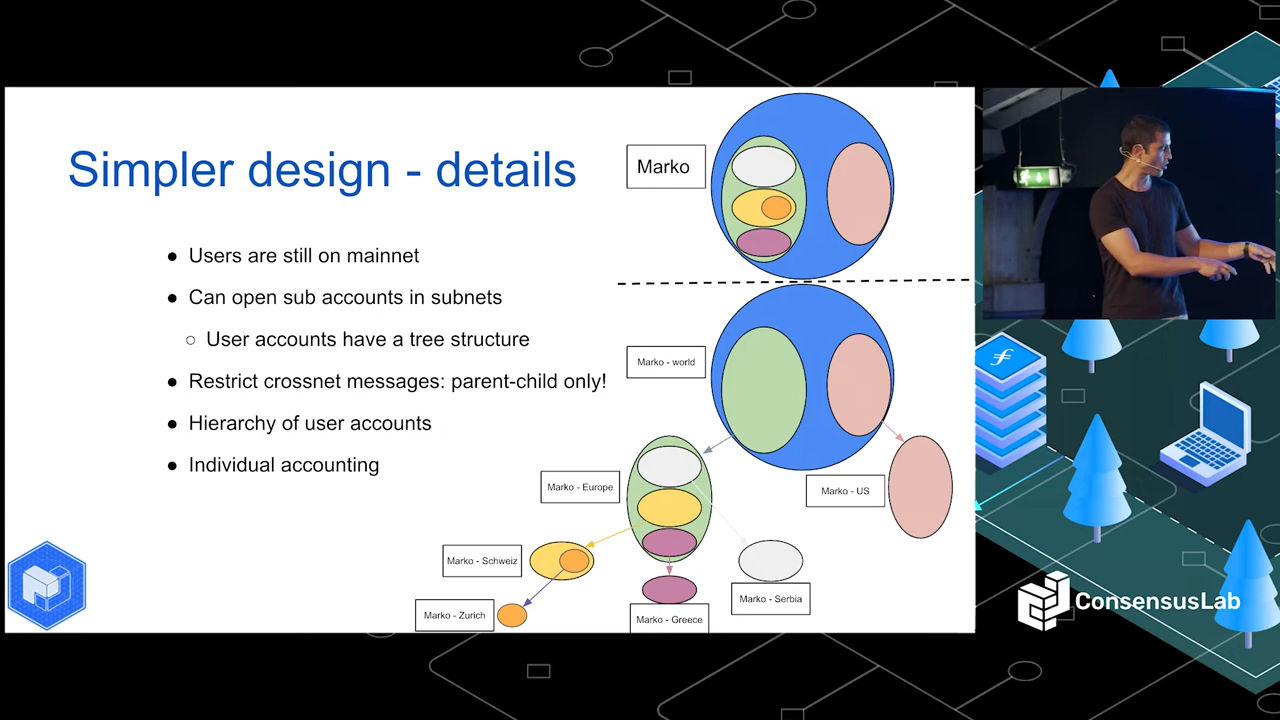 Simpler design - details
● Users are still on mainnet
● Can open sub accounts in subnets
○ User accounts have a tree structure
● Restrict crossnet messages: parent-child only!
● Hierarchy of user accounts
● Individual accounting
Marko
Marko - world
Marko - Europe
Marko - US
Marko - Schweiz
Marko - Serbia
Marko - Zurich
Marko - Greece
ConsensusLab